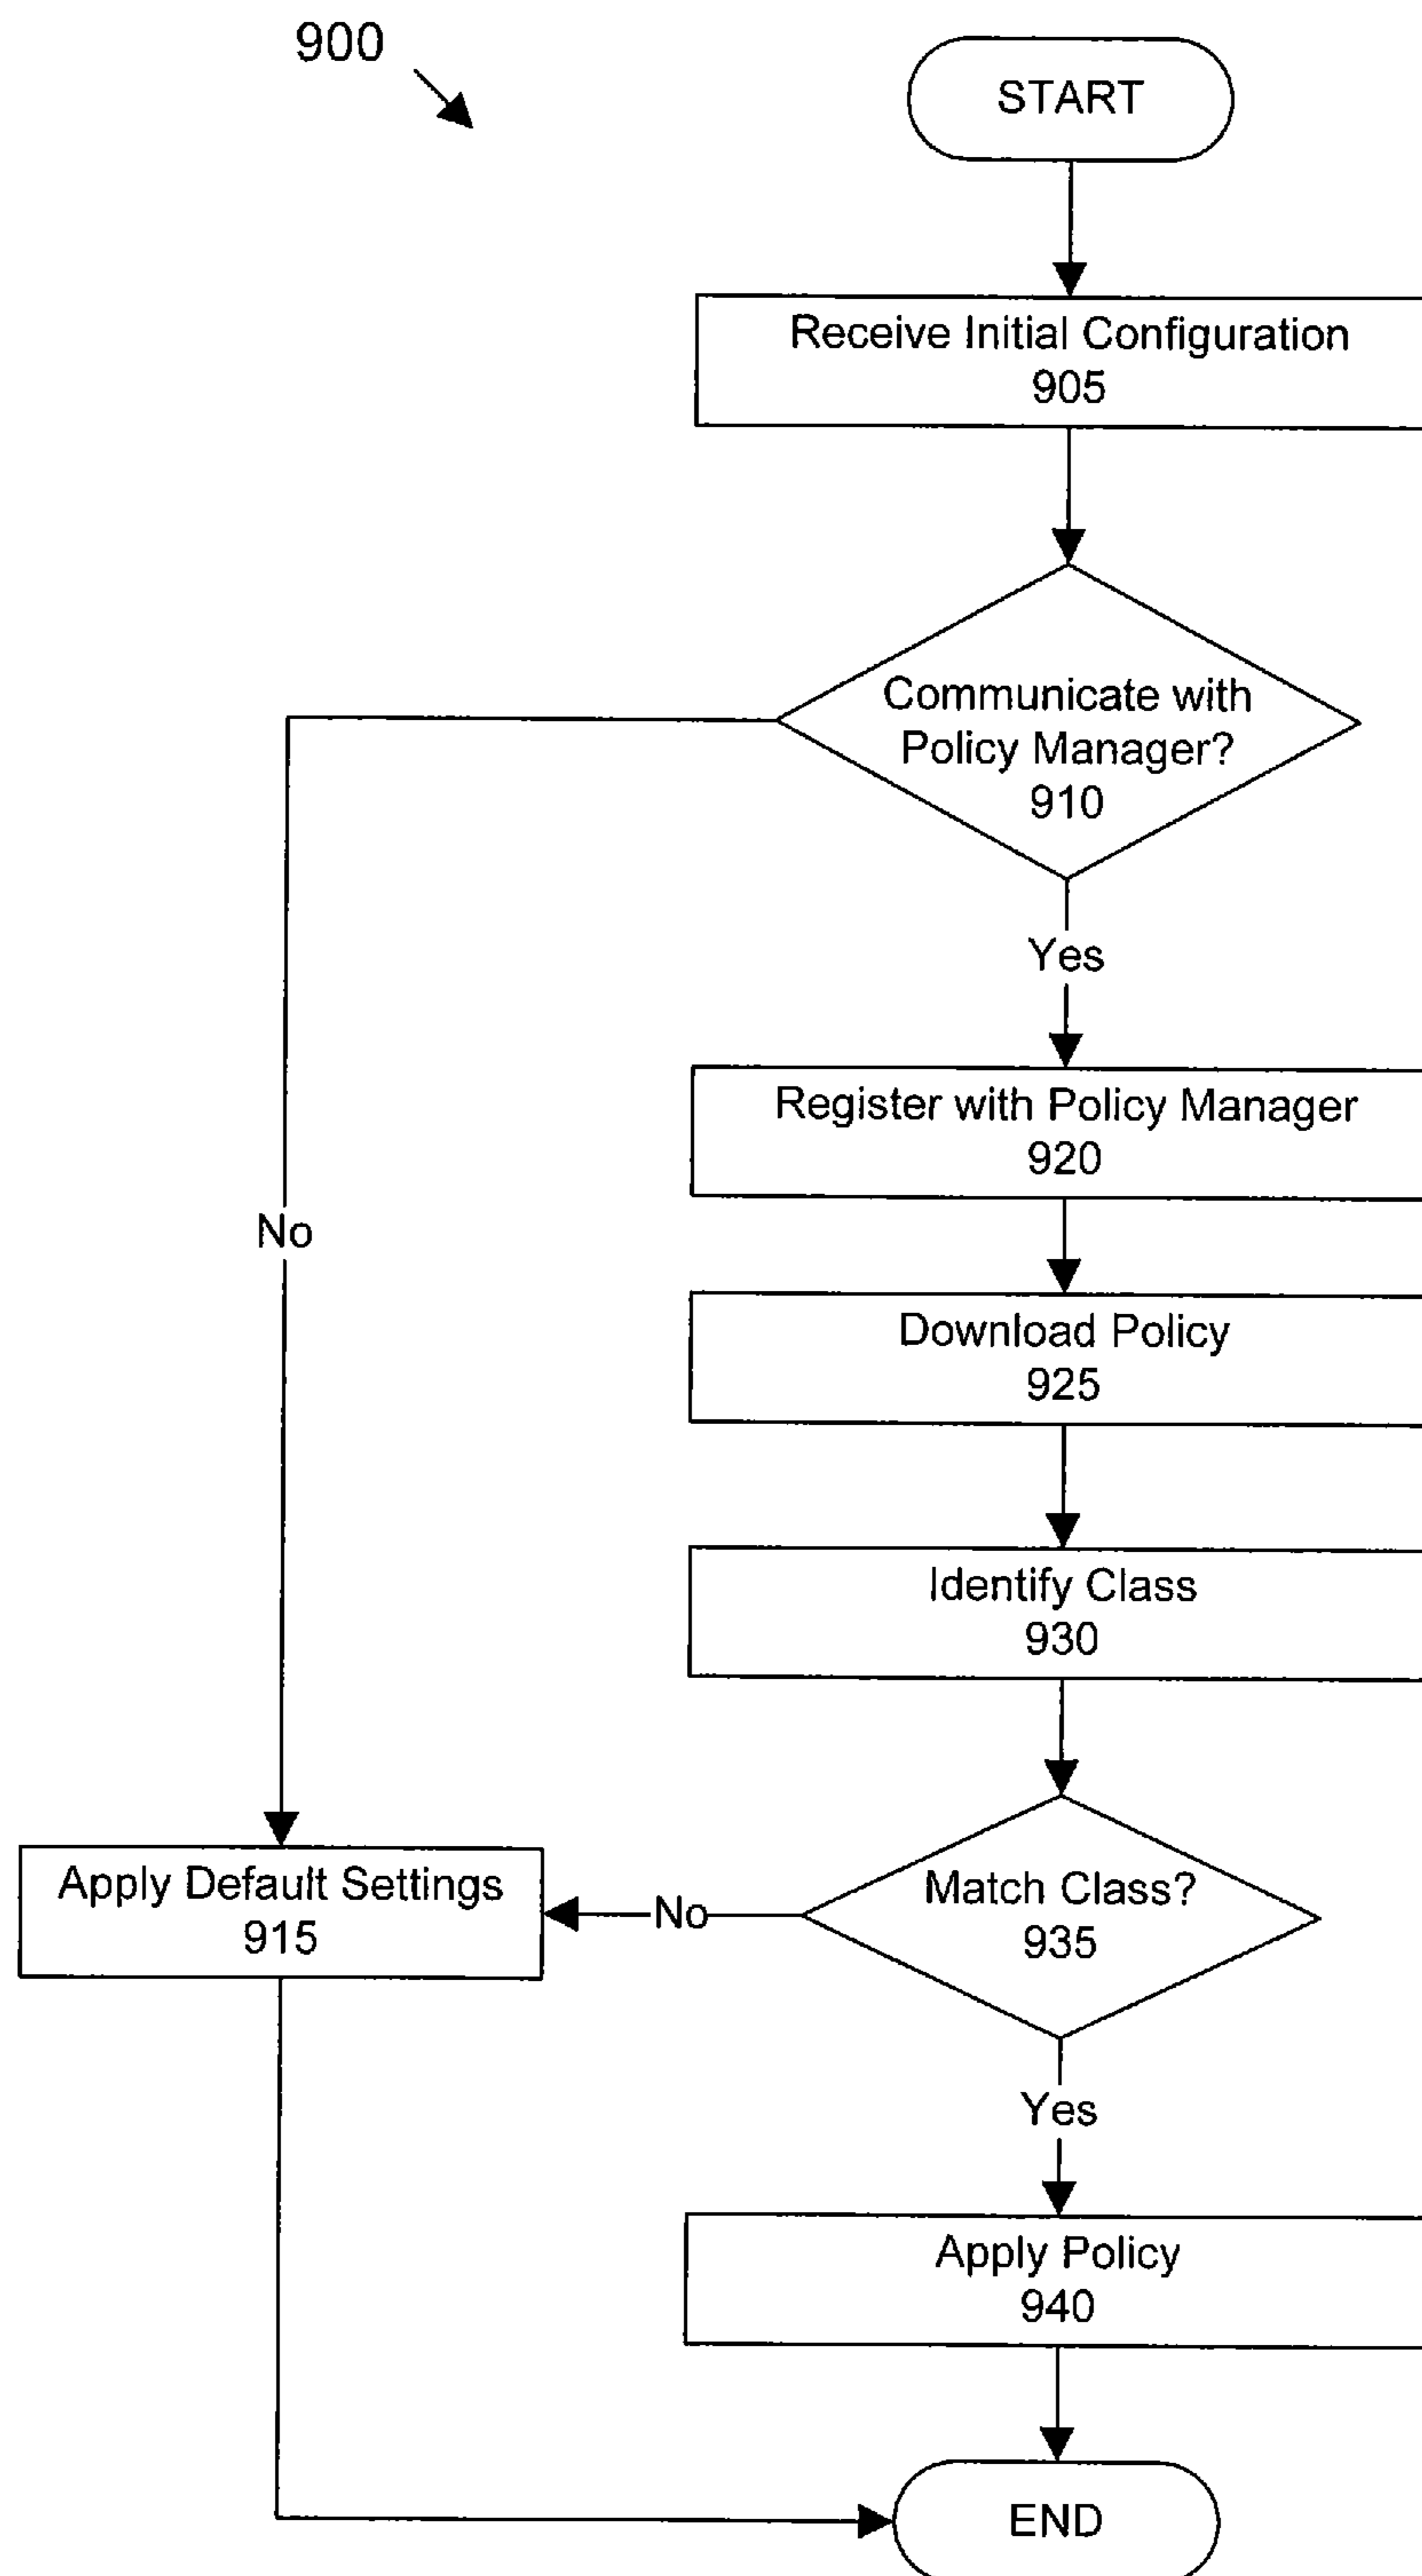 900
START
Receive Initial Configuration
905
Communicate with
Policy Manager?
910
Yes
Register with Policy Manager
920
No
Download Policy
925
Identify Class
930
Apply Default Settings
915
No
Match Class?
935
Yes
Apply Policy
940
END